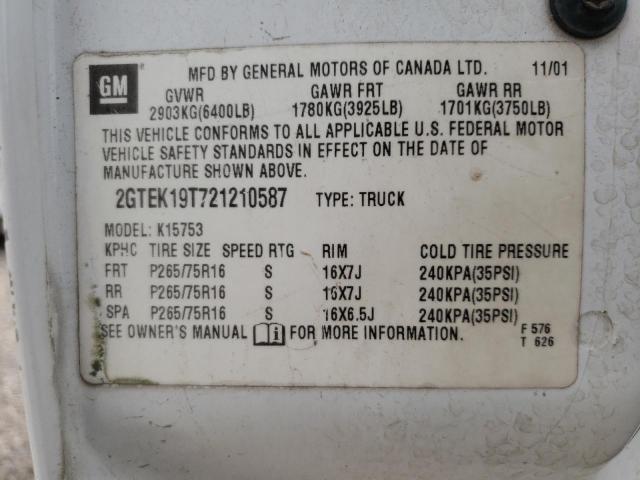 GM
MFD BY GENERAL MOTORS OF CANADA LTD. 11/01
GVWR GAWR FRT GAWR RR
2903KG(6400LB) 1780KG(3925LB) 1701KG(3750LB)
THIS VEHICLE CONFORMS TO ALL APPLICABLE U.S. FEDERAL MOTOR
VEHICLE SAFETY STANDARDS IN EFFECT ON THE DATE OF
MANUFACTURE SHOWN ABOVE.
2GTEK19T721210587 TYPE: TRUCK
MODEL: K15753
KPHC TIRE SIZE SPEED RTG RIM COLD TIRE PRESSURE
FRT P265/75R16 S 16X7J 240KPA(35PSI)
RR P265/75R16 S 16X7J 240KPA(35PSI)
SPA P265/75R16 S 16X6.5J 240KPA(35PSI)
SEE OWNER'S MANUAL FOR MORE INFORMATION.
F 576
T 626